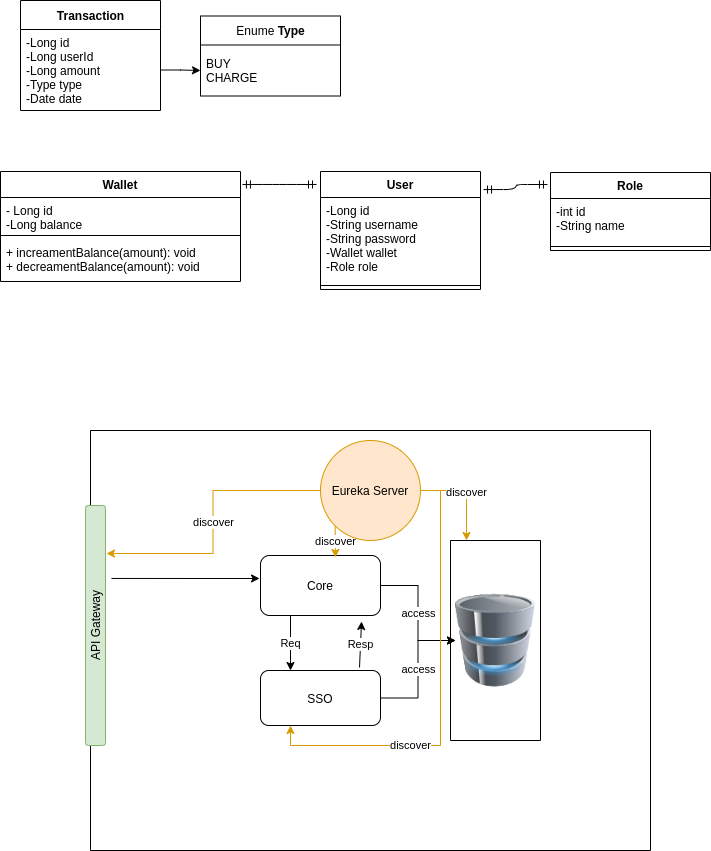 Transaction
-Long id
-Long userId
-Long amount
-Type type
-Date date
Enume Type
BUY
CHARGE
Wallet
- Long id
-Long balance
+ increamentBalance(amount): void
+ decreamentBalance(amount): void
User
-Long id
-String username
-String password
-Wallet wallet
-Role role
Role
-int id
-String name
Eureka Server
discover
discover
discover
API Gateway
Core
access
Req
Resp
access
SSO
discover